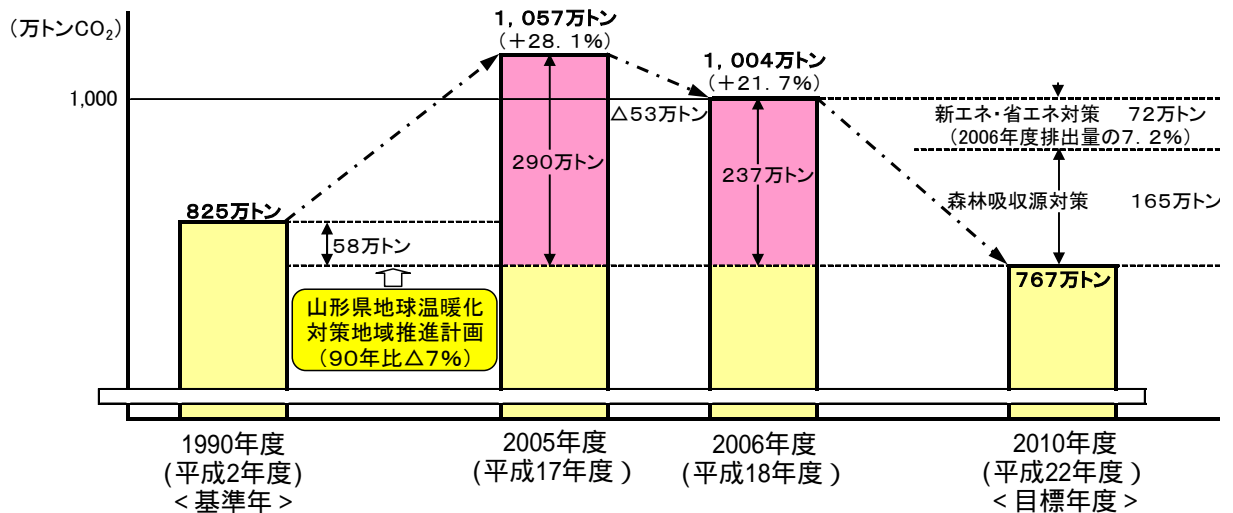 (万トンCO₂)
1,057万トン
(+28.1%)
1,004万トン
(+21.7%)
1,000
△53万トン
新エネ・省エネ対策 72万トン
(2006年度排出量の7.2%)
290万トン
237万トン
森林吸収源対策 165万トン
825万トン
58万トン
767万トン
山形県地球温暖化
対策地域推進計画
(90年比△7%)
1990年度
(平成2年度)
<基準年>
2005年度
(平成17年度)
2006年度
(平成18年度)
2010年度
(平成22年度)
<目標年度>